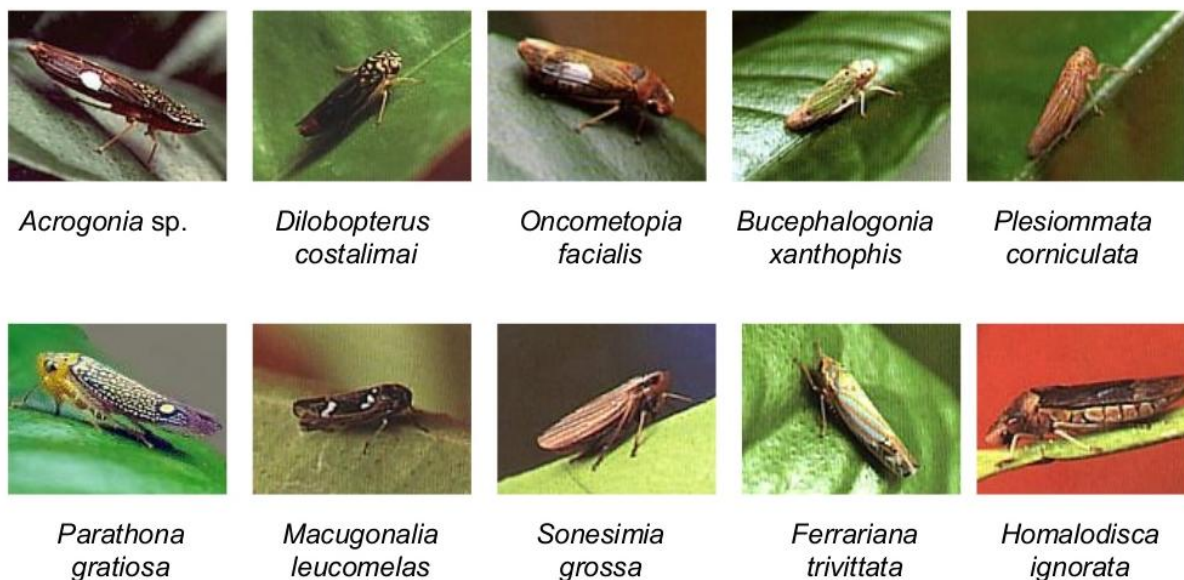 Acrogonia sp.
Dilobopterus
costalimai
Oncometopia
facialis
Bucephalogonia
xanthophis
Plesiommata
corniculata
Parathona
gratiosa
Macugonalia
leucomelas
Sonesimia
grossa
Ferrariana
trivittata
Homalodisca
ignorata